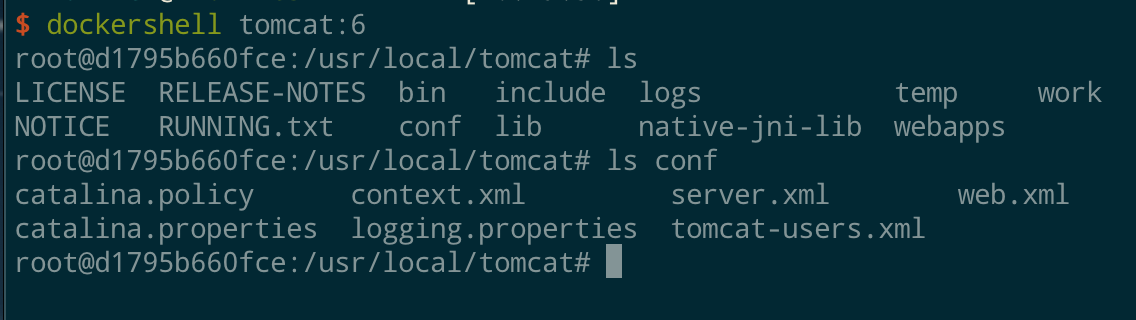 $ dockershell tomcat:6
root@d1795b660fce:/usr/local/tomcat# ls
LICENSE  RELEASE-NOTES  bin   include  logs            temp     work
NOTICE   RUNNING.txt    conf  lib      native-jni-lib  webapps
root@d1795b660fce:/usr/local/tomcat# ls conf
catalina.policy      context.xml         server.xml        web.xml
catalina.properties  logging.properties  tomcat-users.xml
root@d1795b660fce:/usr/local/tomcat#